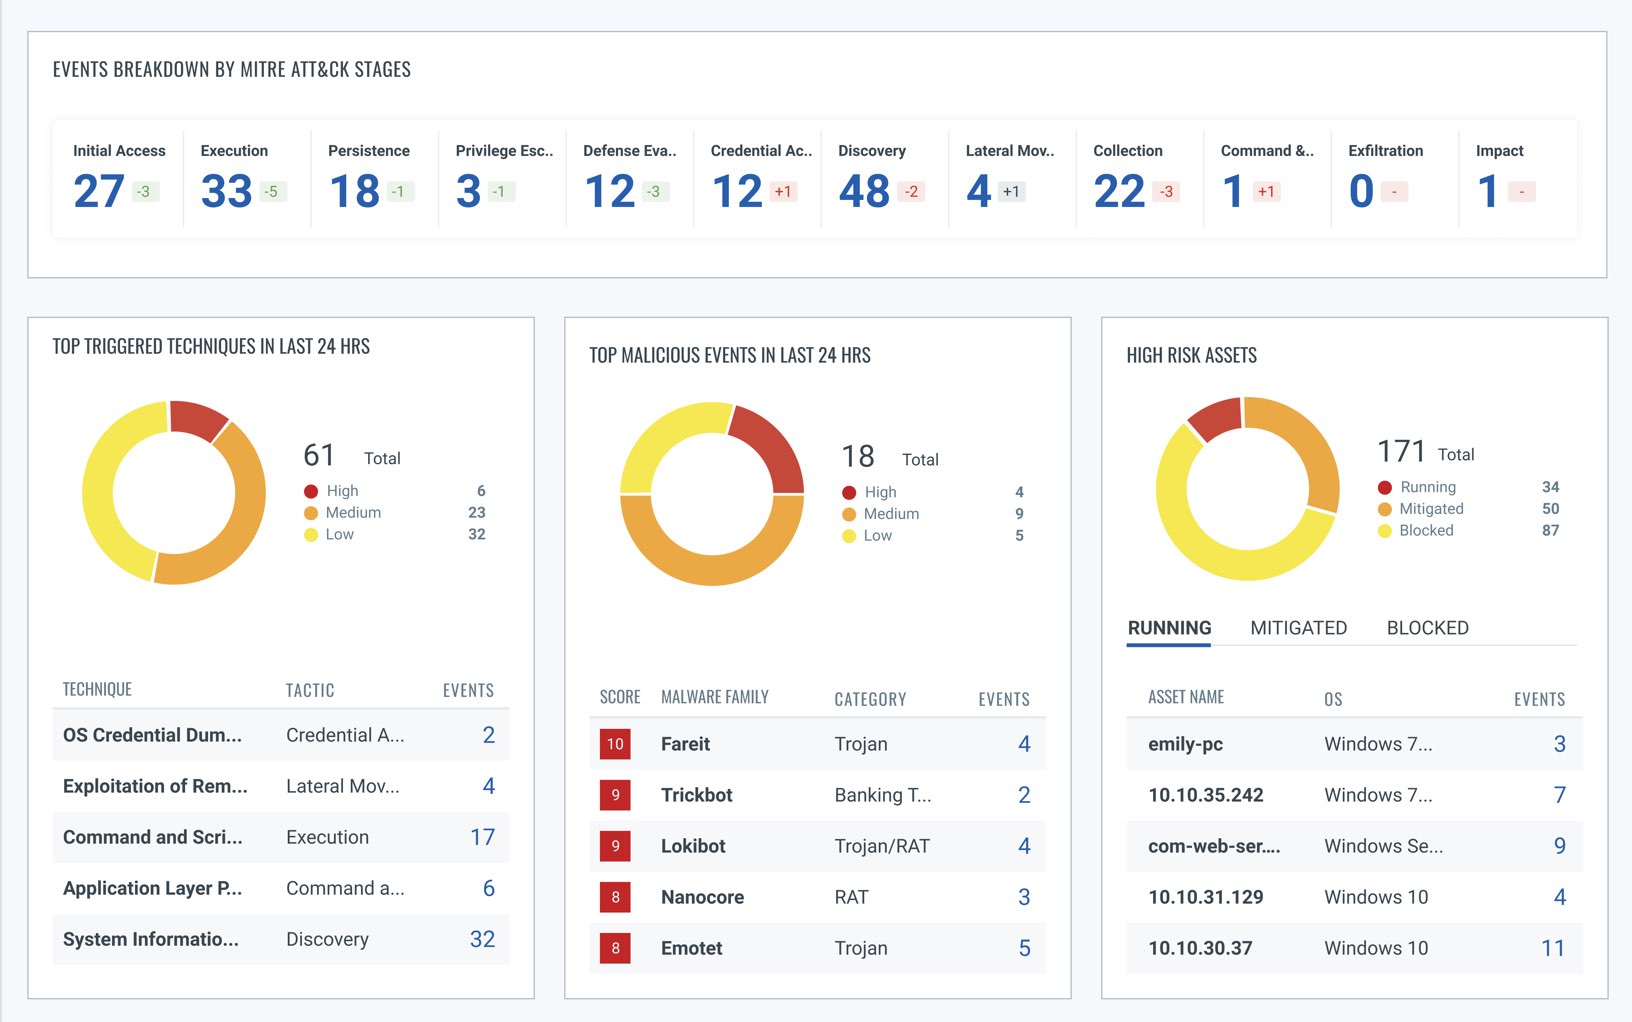 EVENTS BREAKDOWN BY MITRE ATT&CK STAGES
Initial Access Execution Persistence Privilege Esc.. Defense Eva.. Credential Ac.. Discovery Lateral Mov.. Collection Command &.. Exfiltration Impact
27 -3 33 -5 18 -1 3 -1 12 -3 12 +1 48 -2 4 +1 22 -3 1 +1 0 - 1 -
TOP TRIGGERED TECHNIQUES IN LAST 24 HRS
61 Total
High 6
Medium 23
Low 32
TECHNIQUE TACTIC EVENTS
OS Credential Dum... Credential A... 2
Exploitation of Rem... Lateral Mov... 4
Command and Scri... Execution 17
Application Layer P... Command a... 6
System Informatio... Discovery 32
TOP MALICIOUS EVENTS IN LAST 24 HRS
18 Total
High 4
Medium 9
Low 5
SCORE MALWARE FAMILY CATEGORY EVENTS
10 Fareit Trojan 4
9 Trickbot Banking T... 2
9 Lokibot Trojan/RAT 4
8 Nanocore RAT 3
8 Emotet Trojan 5
HIGH RISK ASSETS
171 Total
Running 34
Mitigated 50
Blocked 87
RUNNING MITIGATED BLOCKED
ASSET NAME OS EVENTS
emily-pc Windows 7... 3
10.10.35.242 Windows 7... 7
com-web-ser.... Windows Se... 9
10.10.31.129 Windows 10 4
10.10.30.37 Windows 10 11